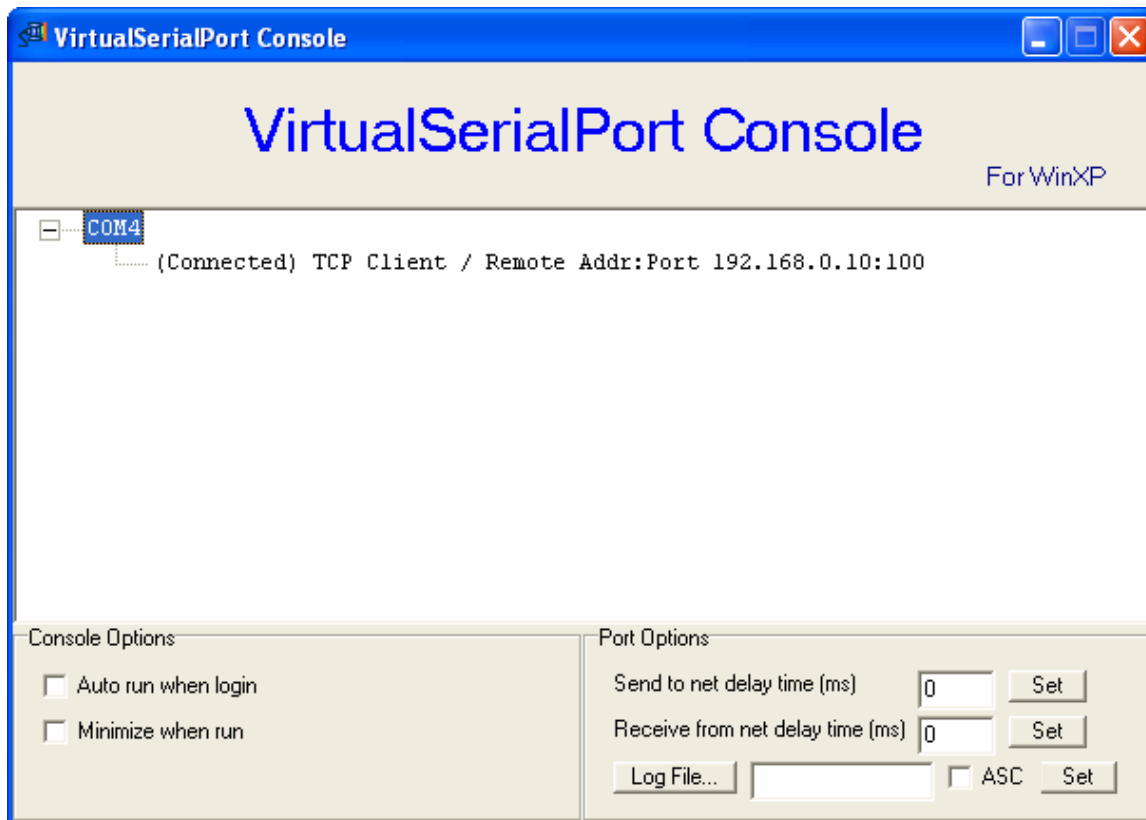 VirtualSerialPort Console
VirtualSerialPort Console
For WinXP
COM4
(Connected) TCP Client / Remote Addr:Port 192.168.0.10:100
Console Options
Auto run when login
Minimize when run
Port Options
Send to net delay time (ms) 0 Set
Receive from net delay time (ms) 0 Set
Log File... ASC Set